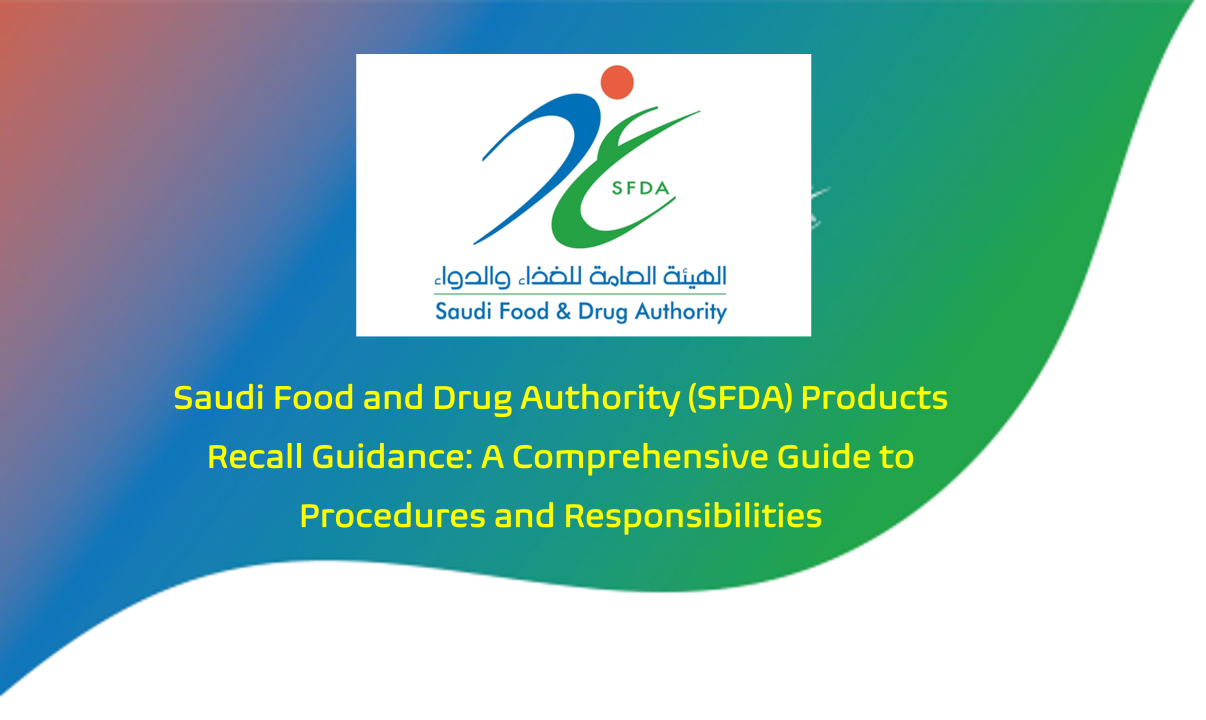 SFDA
الهيئة العامة للغذاء والدواء
Saudi Food & Drug Authority
Saudi Food and Drug Authority (SFDA) Products
Recall Guidance: A Comprehensive Guide to
Procedures and Responsibilities